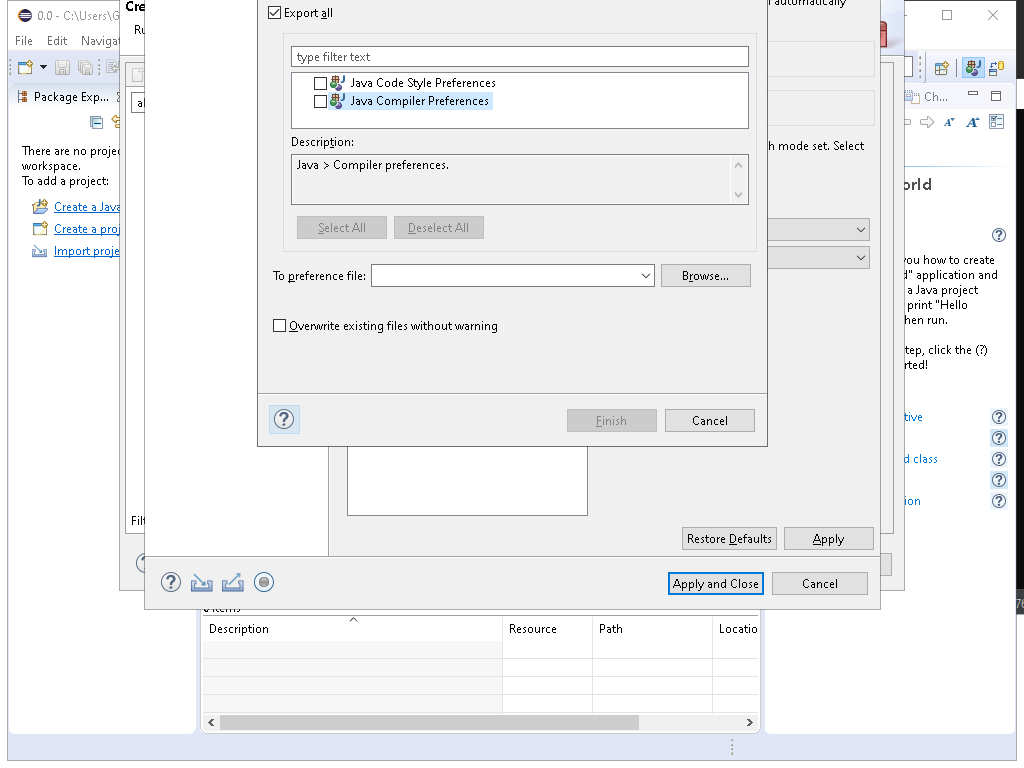 0.0 - C:\Users\G
File Edit Naviga
Cre
Ru
Export all
automatically
type filter text
Java Code Style Preferences
Java Compiler Preferences
Description:
Java > Compiler preferences.
Select All Deselect All
To preference file: Browse...
Overwrite existing files without warning
Finish Cancel
Package Exp...
There are no projec
workspace.
To add a project:
Create a Java
Create a proj
Import proje
h mode set. Select
Ch...
orld
you how to create
d" application and
a Java project
print "Hello
hen run.
tep, click the (?)
rted!
tive
d class
ion
Filt
Restore Defaults Apply
Apply and Close Cancel
items
Description Resource Path Locatio